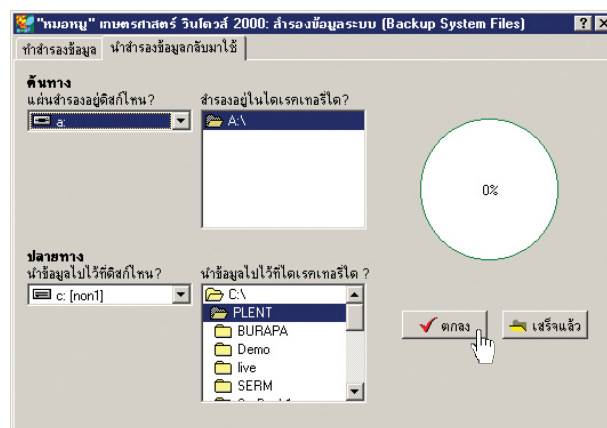 "หมอหมู" เกษตรศาสตร์ วินโดวส์ 2000: สำรองข้อมูลระบบ (Backup System Files)
ทำสำรองข้อมูล นำสำรองข้อมูลกลับมาใช้
ต้นทาง
แผ่นสำรองอยู่ดิสก์ไหน? สำรองอยู่ในไดเรคเทอรีใด?
a: A:\
0%
ปลายทาง
นำข้อมูลไปไว้ที่ดิสก์ไหน? นำข้อมูลไปไว้ที่ไดเรคเทอรีใด ?
c: [non1] C:\
PLENT
BURAPA
Demo
live
SERM
ตกลง เสร็จแล้ว